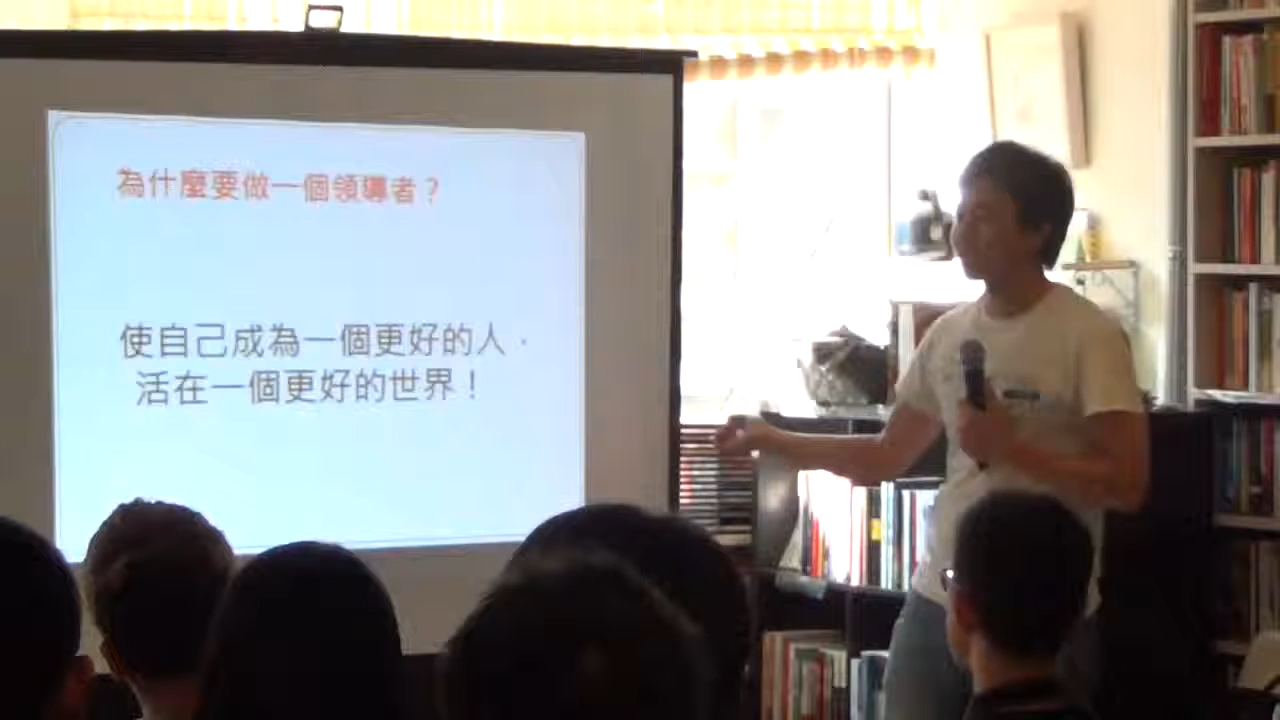 為什麼要做一個領導者？
使自己成為一個更好的人，
活在一個更好的世界！